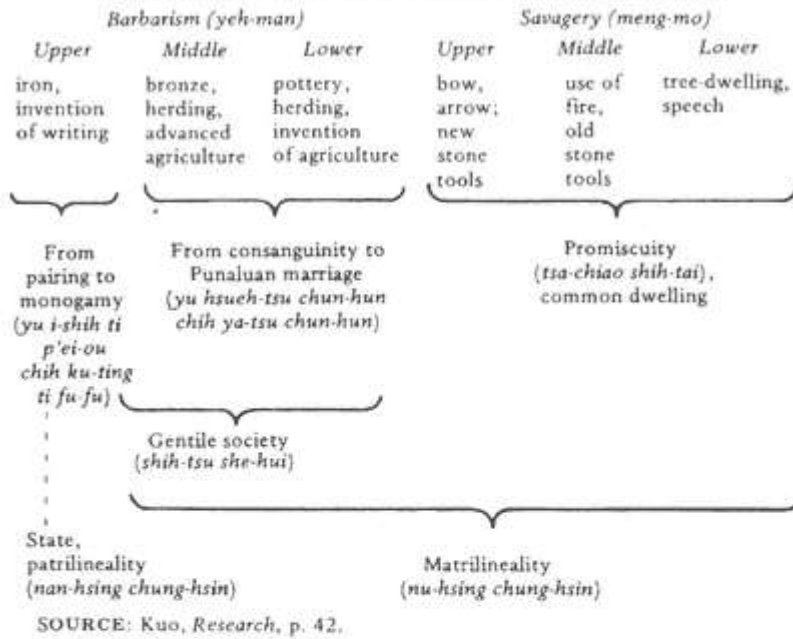 Barbarism (yeh-man) Savagery (meng-mo)
Upper Middle Lower Upper Middle Lower
iron, bronze, pottery, bow, use of tree-dwelling,
invention herding, herding, arrow; fire, speech
of writing advanced invention new old
agriculture of agriculture stone stone
tools tools
From From consanguinity to Promiscuity
pairing to Punaluan marriage (tsa-chiao shih-tai),
monogamy (yu hsueh-tsu chun-hun common dwelling
(yu i-shih ti chih ya-tsu chun-hun)
p'ei-ou
chih ku-ting
ti fu-fu)
Gentile society
(shih-tsu she-hui)
State,
patrilineality Matrilineality
(nan-hsing chung-hsin) (nu-hsing chung-hsin)
SOURCE: Kuo, Research, p. 42.